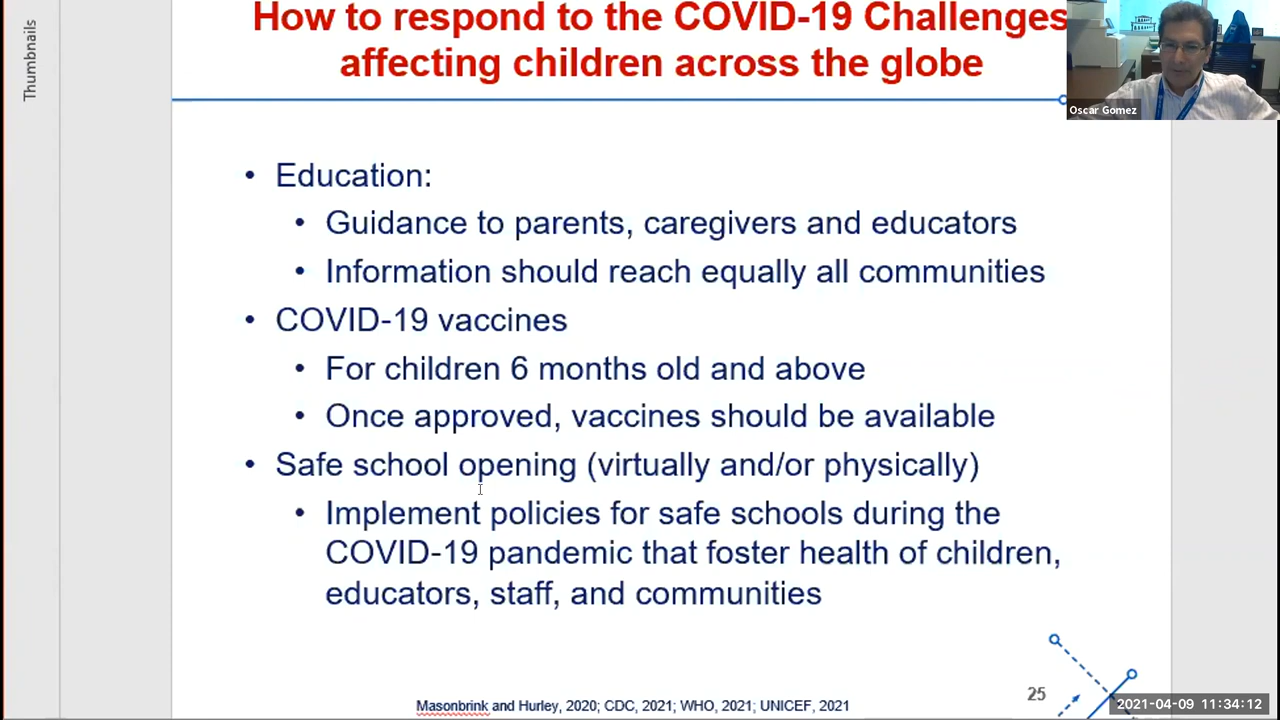 Thumbnails
How to respond to the COVID-19 Challenges
affecting children across the globe
Oscar Gomez
• Education:
• Guidance to parents, caregivers and educators
• Information should reach equally all communities
• COVID-19 vaccines
• For children 6 months old and above
• Once approved, vaccines should be available
• Safe school opening (virtually and/or physically)
• Implement policies for safe schools during the
COVID-19 pandemic that foster health of children,
educators, staff, and communities
25
Masonbrink and Hurley, 2020; CDC, 2021; WHO, 2021; UNICEF, 2021
2021-04-09 11:34:12